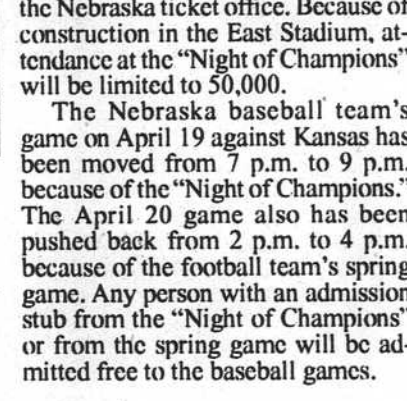 the Nebraska ticket office. Because of
construction in the East Stadium, at-
tendance at the “Night of Champions”
will be limited to 50,000.
The Nebraska baseball team’s
game on April 19 against Kansas has
been moved from 7 p.m. to 9 p.m.
because of the “Night of Champions.”
The April 20 game also has been
pushed back from 2 p.m. to 4 p.m.
because of the football team’s spring
game. Any person with an admission
stub from the “Night of Champions”
or from the spring game will be ad-
mitted free to the baseball games.